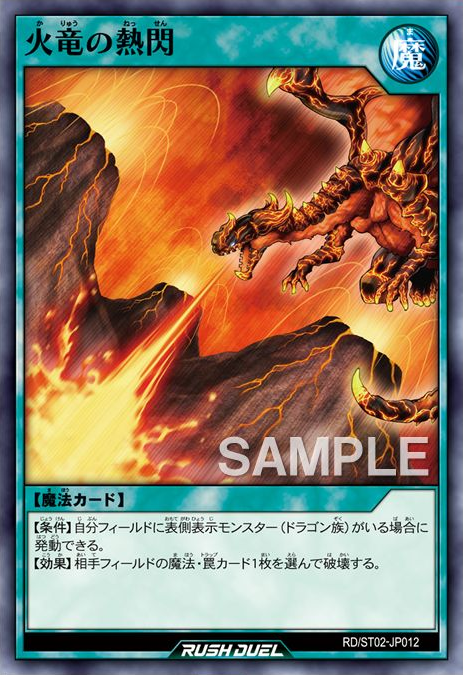 火竜の熱閃
魔
SAMPLE
【魔法カード】
【条件】自分フィールドに表側表示モンスター(ドラゴン族)がいる場合に
発動できる。
【効果】相手フィールドの魔法・罠カード1枚を選んで破壊する。
RD/ST02-JP012
RUSH DUEL